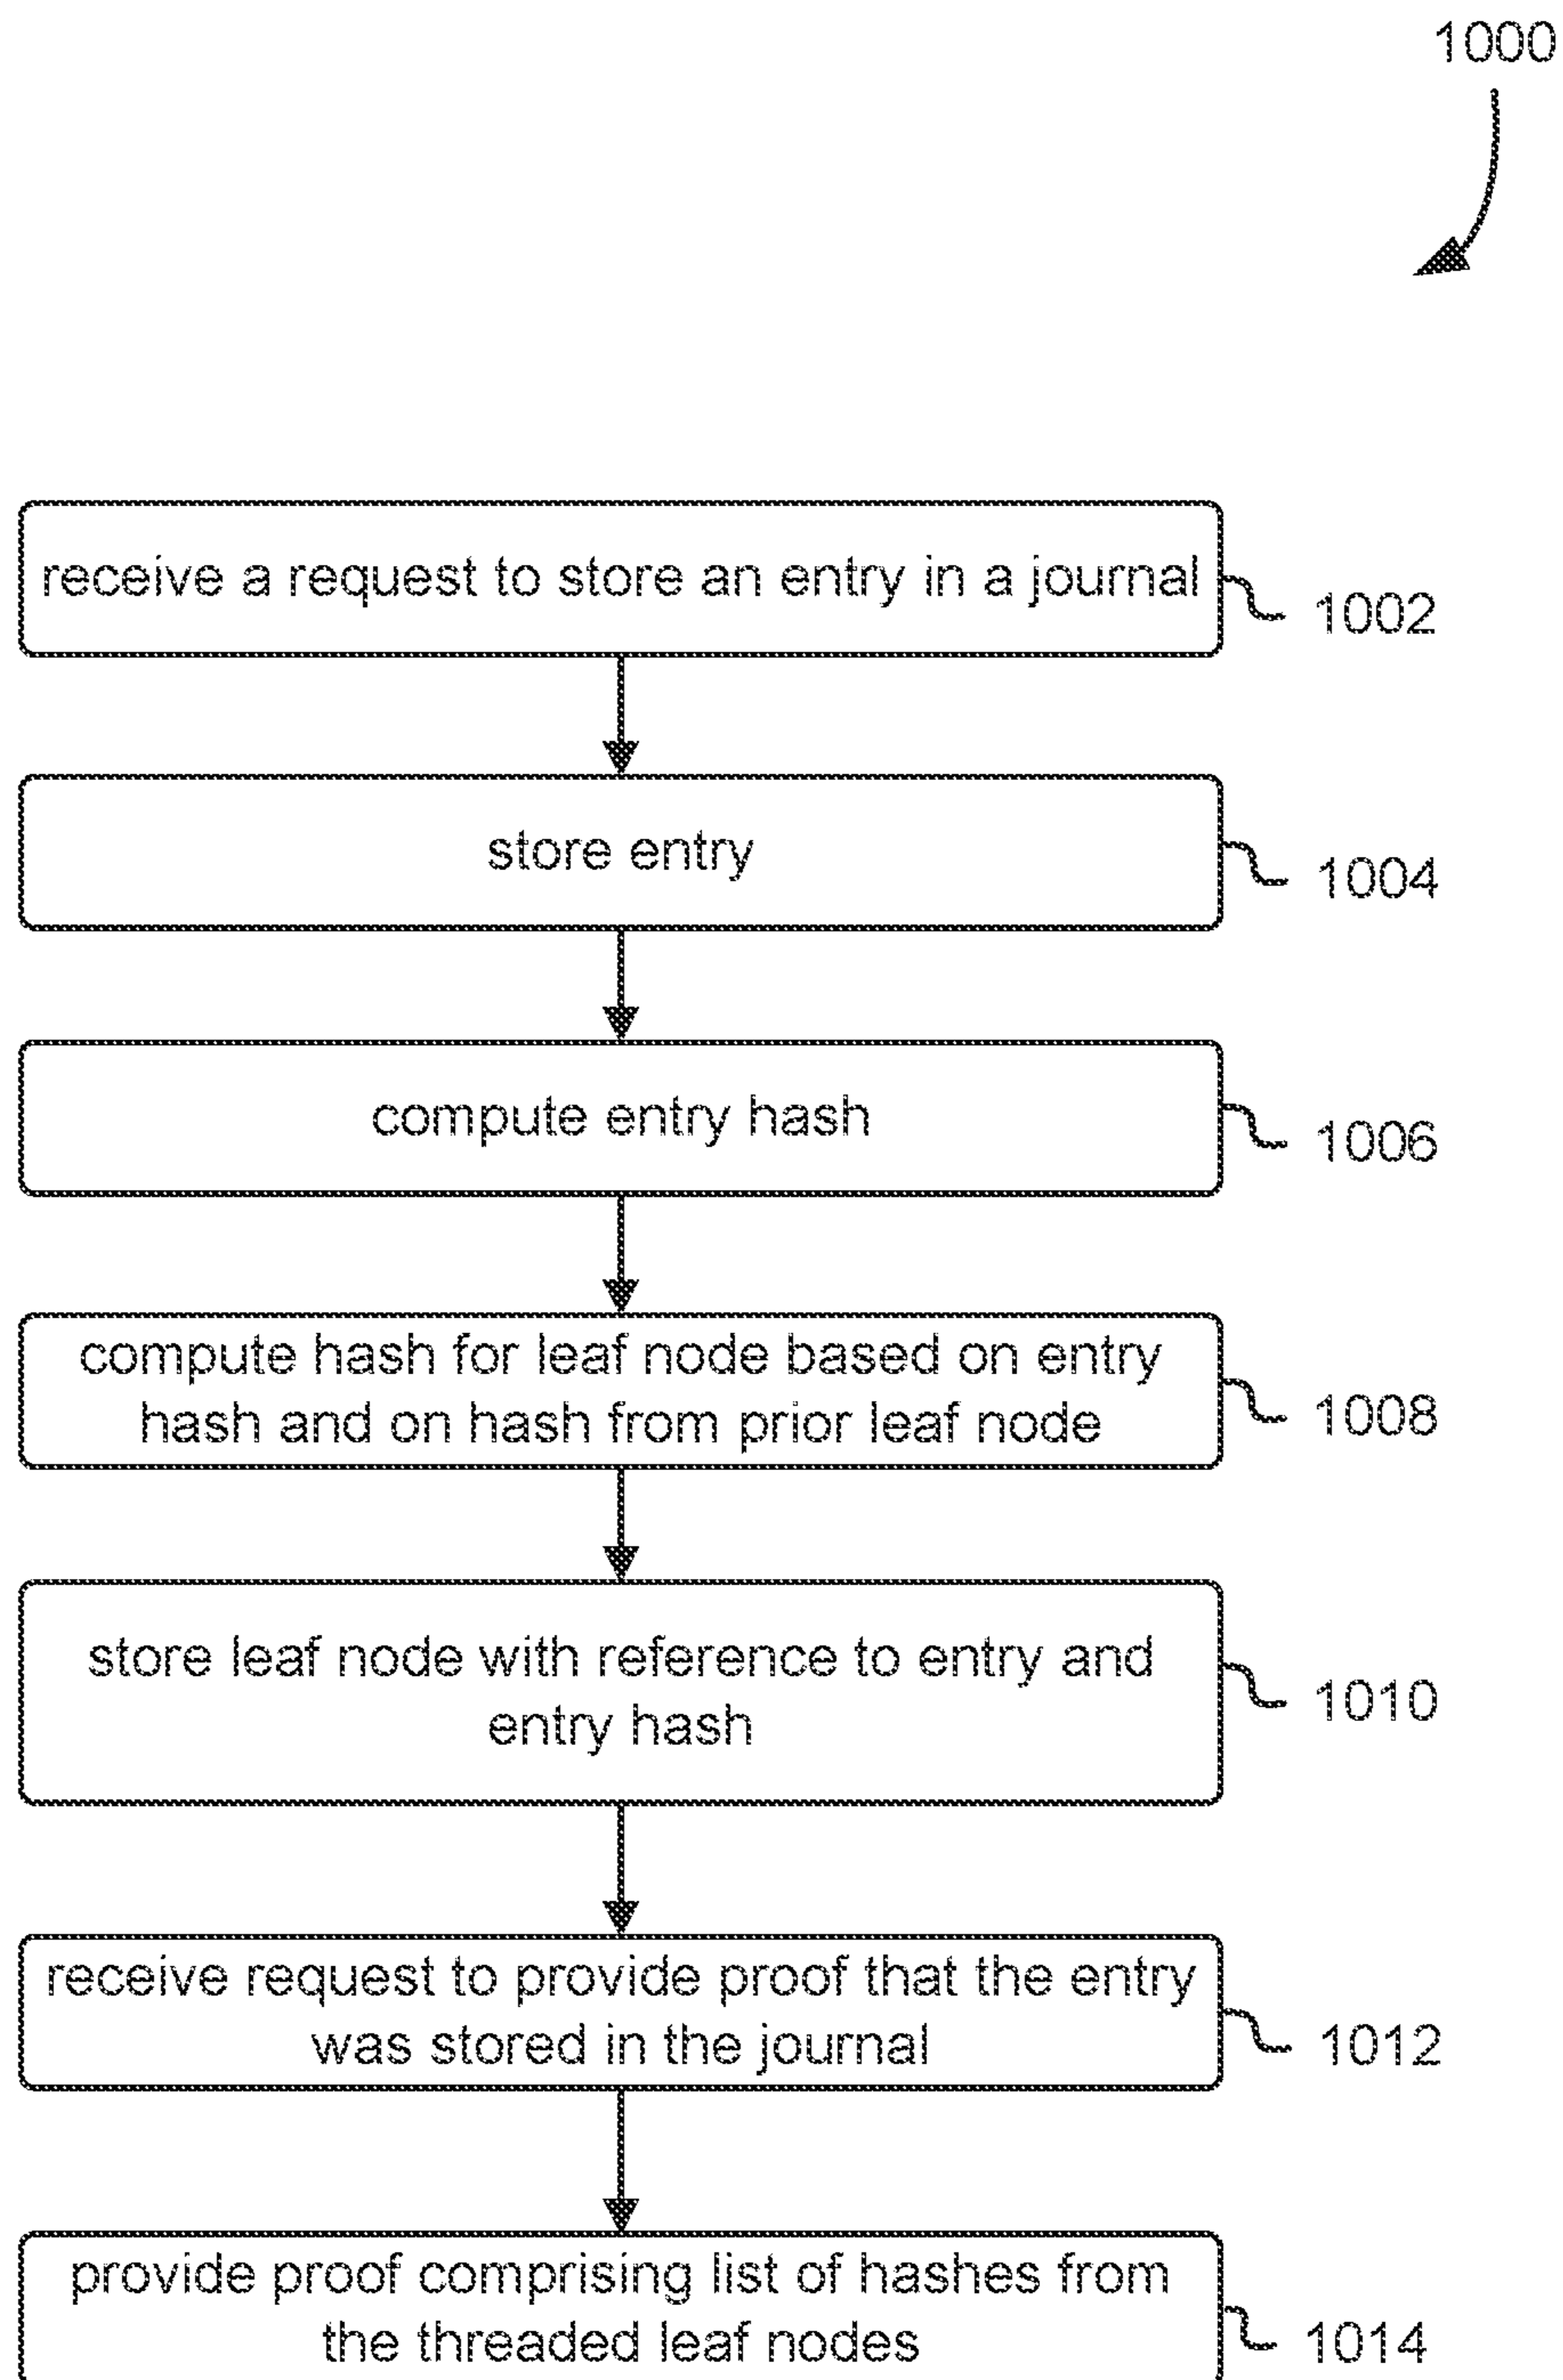 1000
receive a request to store an entry in a journal
1002
store entry
1004
compute entry hash
1006
compute hash for leaf node based on entry
hash and on hash from prior leaf node
1008
store leaf node with reference to entry and
entry hash
1010
receive request to provide proof that the entry
was stored in the journal
1012
provide proof comprising list of hashes from
the threaded leaf nodes
1014